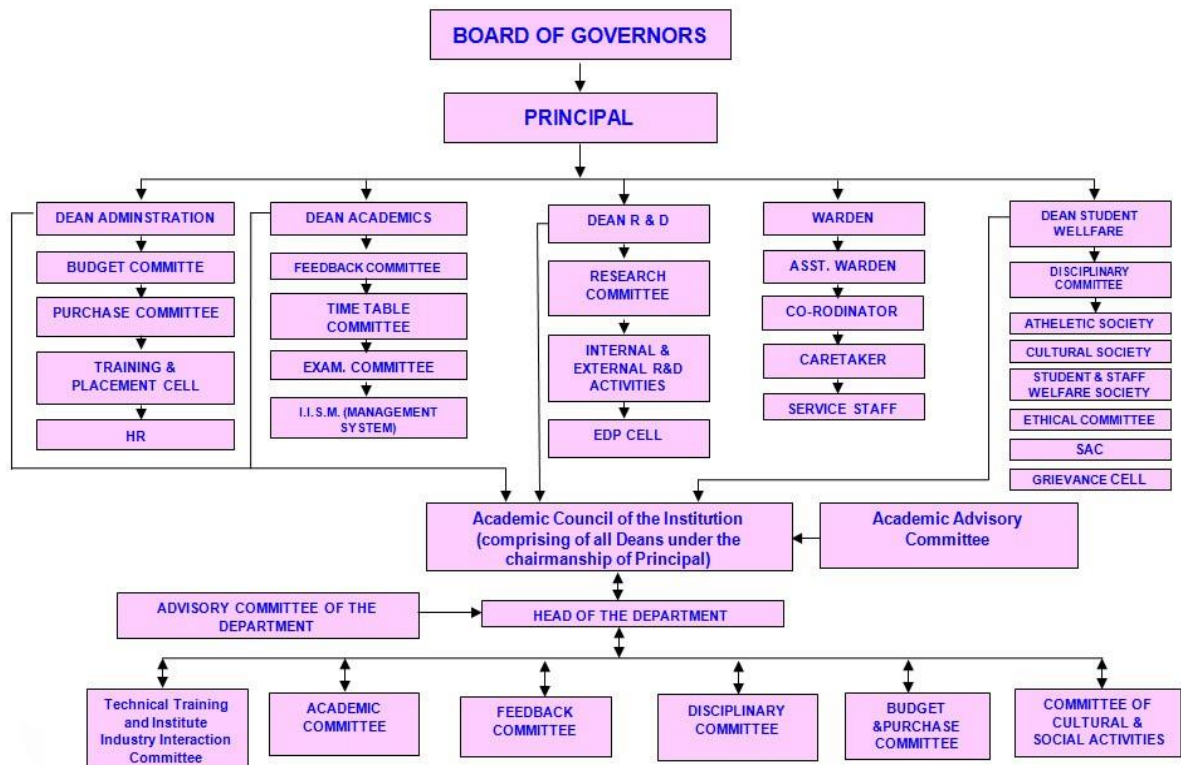 BOARD OF GOVERNORS
PRINCIPAL
DEAN ADMINSTRATION
BUDGET COMMITTE
PURCHASE COMMITTEE
TRAINING &
PLACEMENT CELL
HR
DEAN ACADEMICS
FEEDBACK COMMITTEE
TIME TABLE
COMMITTEE
EXAM. COMMITTEE
I.I.S.M. (MANAGEMENT
SYSTEM)
DEAN R & D
RESEARCH
COMMITTEE
INTERNAL &
EXTERNAL R&D
ACTIVITIES
EDP CELL
WARDEN
ASST. WARDEN
CO-RODINATOR
CARETAKER
SERVICE STAFF
DEAN STUDENT
WELLFARE
DISCIPLINARY
COMMITTEE
ATHELETIC SOCIETY
CULTURAL SOCIETY
STUDENT & STAFF
WELFARE SOCIETY
ETHICAL COMMITTEE
SAC
GRIEVANCE CELL
Academic Council of the Institution
(comprising of all Deans under the
chairmanship of Principal)
Academic Advisory
Committee
ADVISORY COMMITTEE OF THE
DEPARTMENT
HEAD OF THE DEPARTMENT
Technical Training
and Institute
Industry Interaction
Committee
ACADEMIC
COMMITTEE
FEEDBACK
COMMITTEE
DISCIPLINARY
COMMITTEE
BUDGET
&PURCHASE
COMMITTEE
COMMITTEE OF
CULTURAL &
SOCIAL ACTIVITIES